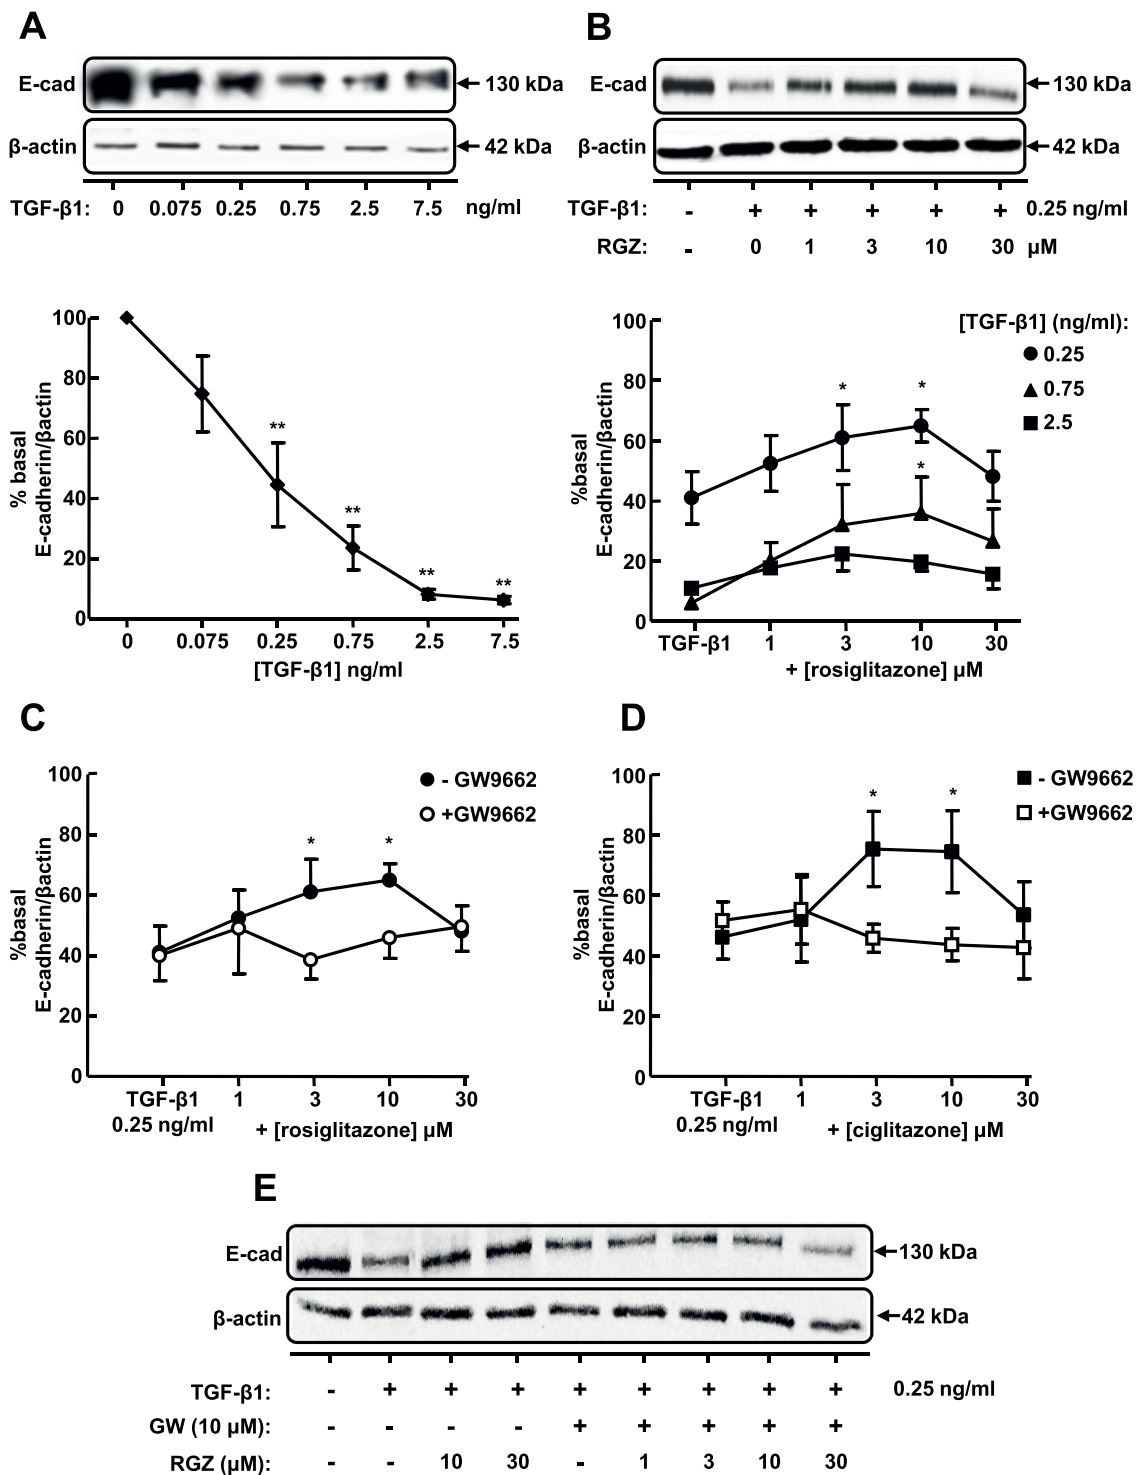 A
E-cad
130 kDa
β-actin
42 kDa
TGF-β1: 0 0.075 0.25 0.75 2.5 7.5 ng/ml
100
80
60
40
20
0
% basal
E-cadherin/βactin
**
**
**
**
0 0.075 0.25 0.75 2.5 7.5
[TGF-β1] ng/ml
B
E-cad
130 kDa
β-actin
42 kDa
TGF-β1: - + + + + + 0.25 ng/ml
RGZ: - 0 1 3 10 30 µM
[TGF-β1] (ng/ml):
0.25
0.75
2.5
100
80
60
40
20
0
%basal
E-cadherin/βactin
* *
*
TGF-β1 1 3 10 30
+ [rosiglitazone] µM
C
- GW9662
+GW9662
100
80
60
40
20
0
%basal
E-cadherin/βactin
* *
TGF-β1 1 3 10 30
0.25 ng/ml + [rosiglitazone] µM
D
- GW9662
+GW9662
100
80
60
40
20
0
%basal
E-cadherin/βactin
* *
TGF-β1 1 3 10 30
0.25 ng/ml + [ciglitazone] µM
E
E-cad
130 kDa
β-actin
42 kDa
TGF-β1: - + + + + + + + + 0.25 ng/ml
GW (10 µM): - - - - + + + + +
RGZ (µM): - - 10 30 - 1 3 10 30